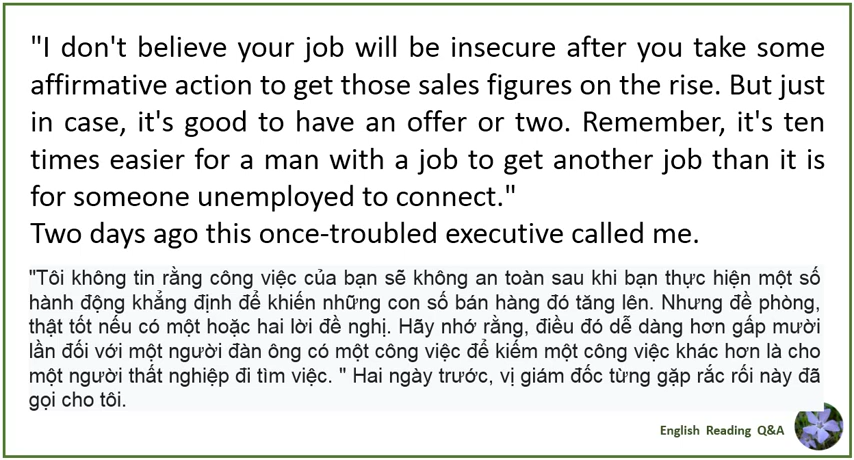 "I don't believe your job will be insecure after you take some
affirmative action to get those sales figures on the rise. But just
in case, it's good to have an offer or two. Remember, it's ten
times easier for a man with a job to get another job than it is
for someone unemployed to connect."
Two days ago this once-troubled executive called me.
"Tôi không tin rằng công việc của bạn sẽ không an toàn sau khi bạn thực hiện một số
hành động khẳng định để khiến những con số bán hàng đó tăng lên. Nhưng đề phòng,
thật tốt nếu có một hoặc hai lời đề nghị. Hãy nhớ rằng, điều đó dễ dàng hơn gấp mười
lần đối với một người đàn ông có một công việc để kiếm một công việc khác hơn là cho
một người thất nghiệp đi tìm việc. " Hai ngày trước, vị giám đốc từng gặp rắc rối này đã
gọi cho tôi.
English Reading Q&A